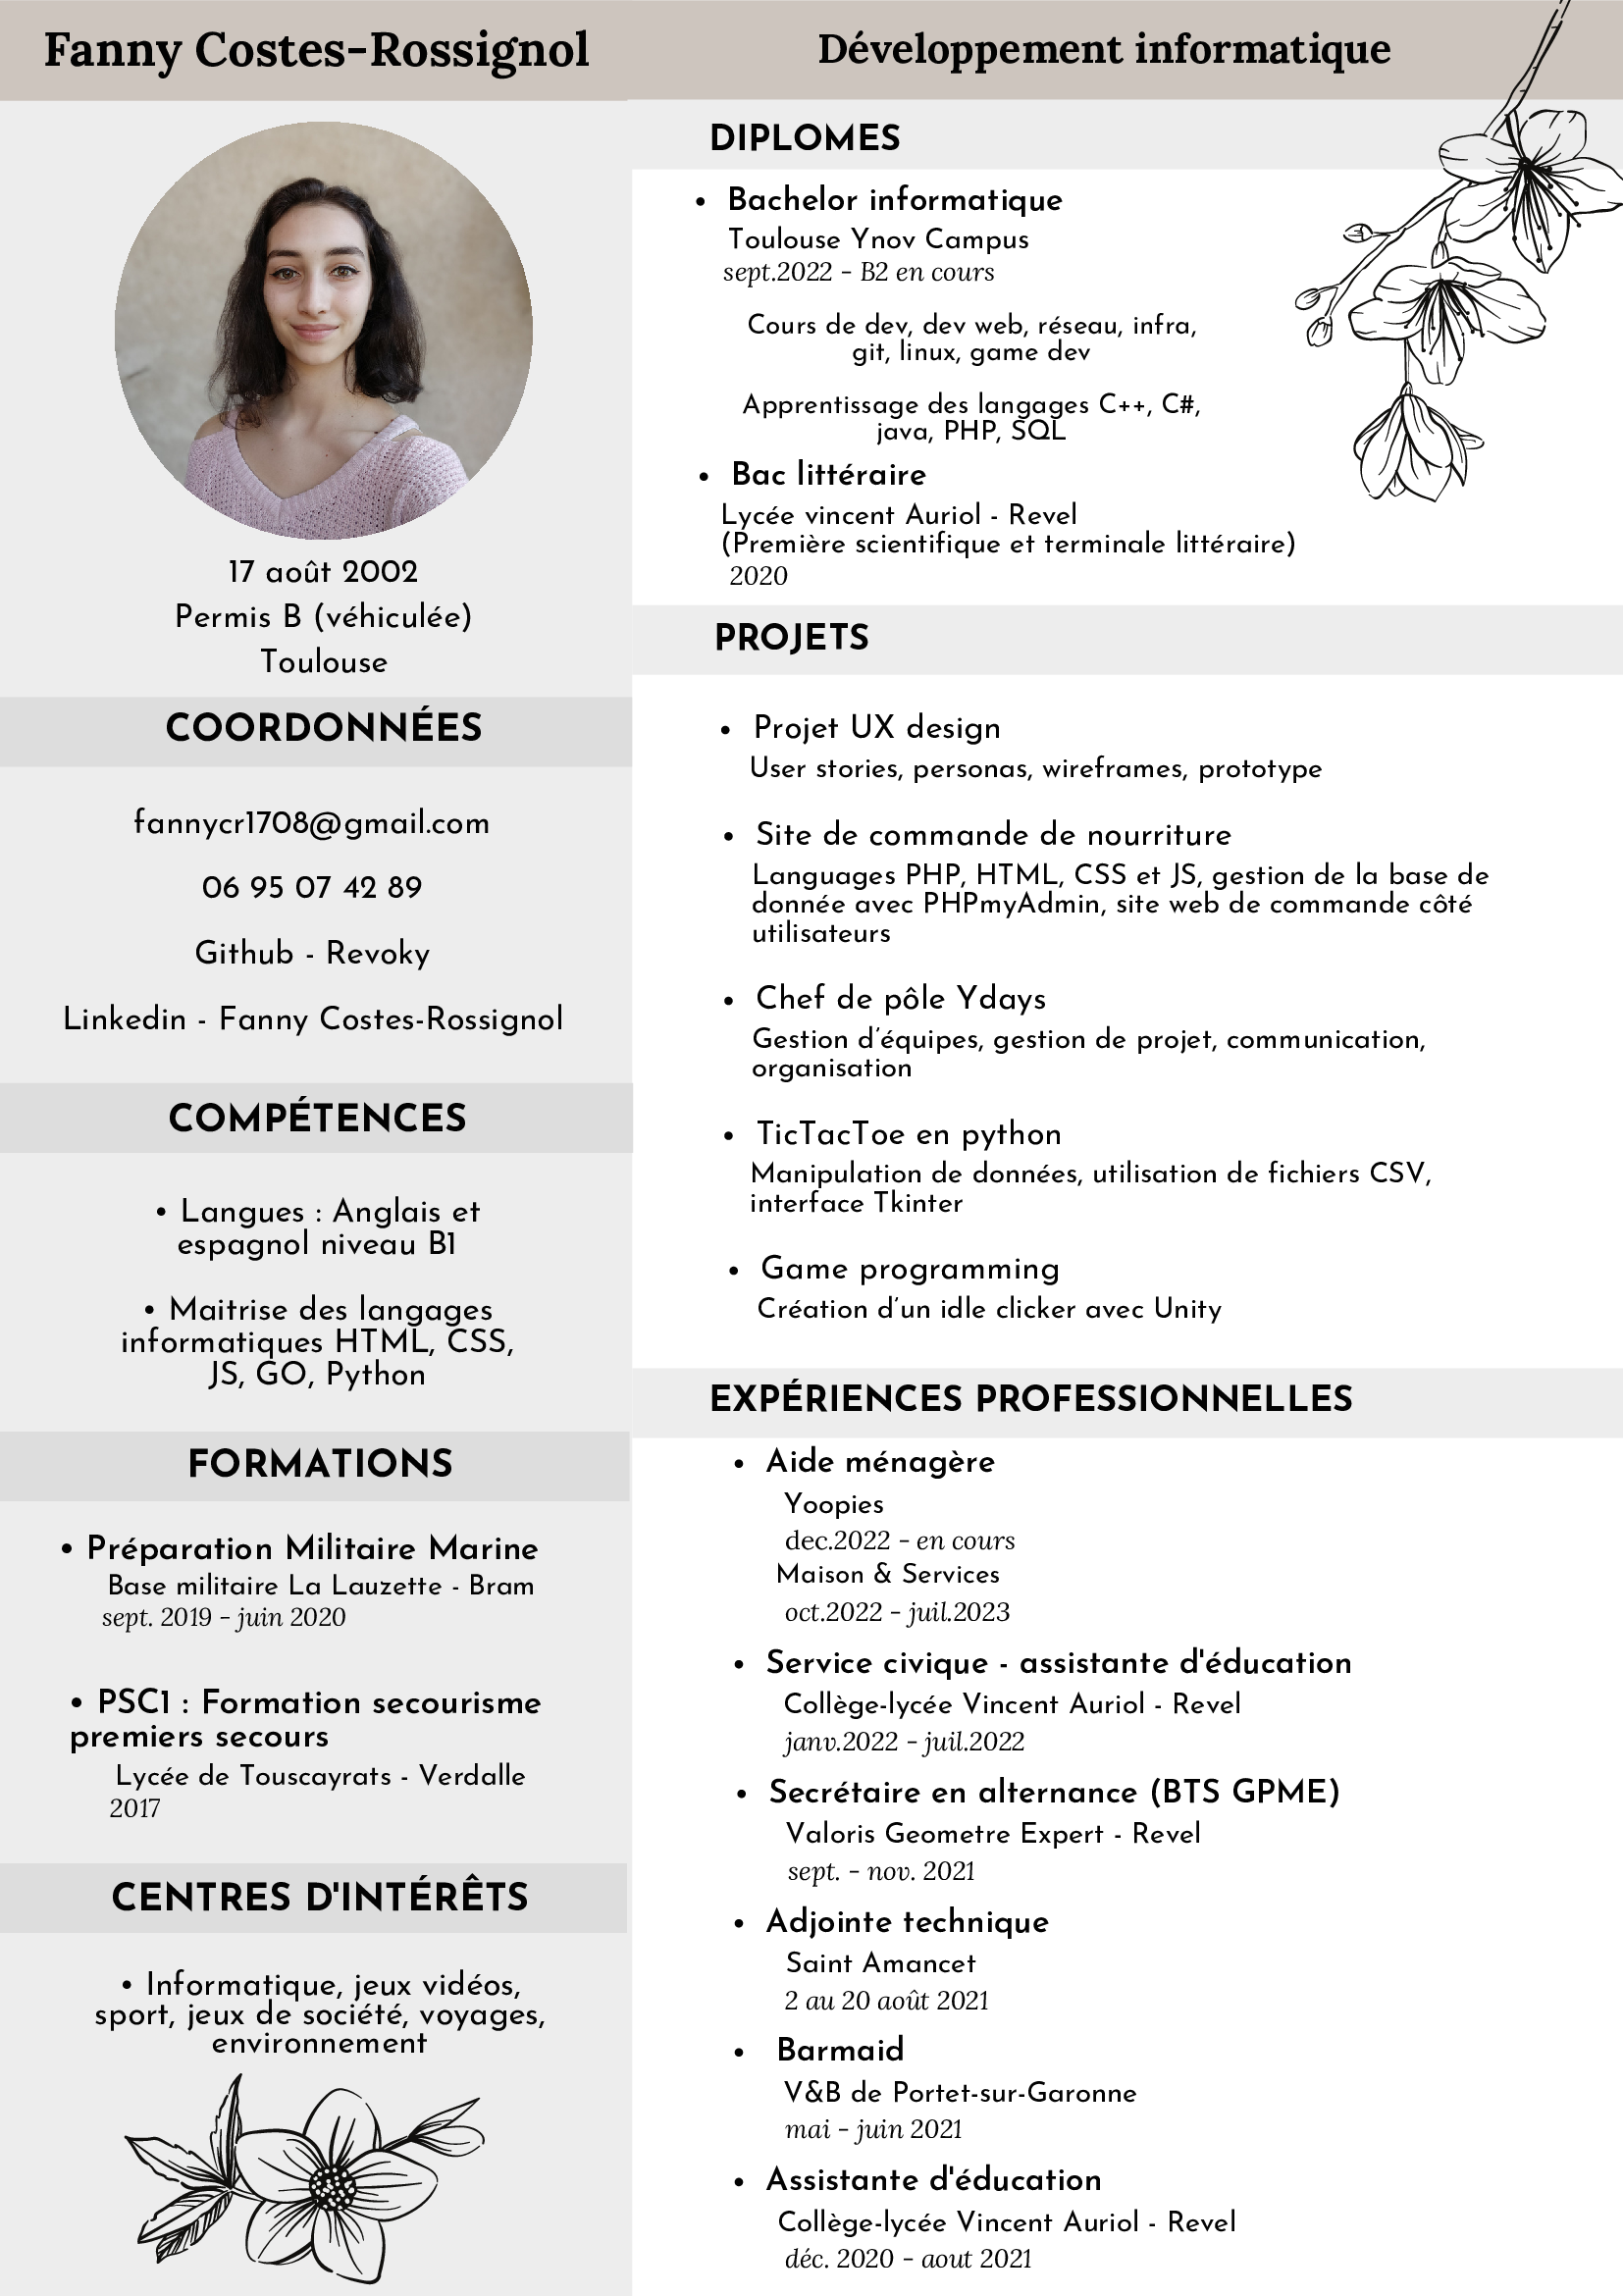 Fanny Costes-Rossignol
17 août 2002
Permis B (véhiculée)
Toulouse
COORDONNÉES
fannycr1708@gmail.com
06 95 07 42 89
Github - Revoky
Linkedin - Fanny Costes-Rossignol
COMPÉTENCES
• Langues : Anglais et
espagnol niveau B1
• Maitrise des langages
informatiques HTML, CSS,
JS, GO, Python
FORMATIONS
• Préparation Militaire Marine
Base militaire La Lauzette - Bram
sept. 2019 - juin 2020
• PSC1 : Formation secourisme
premiers secours
Lycée de Touscayrats - Verdalle
2017
CENTRES D'INTÉRÊTS
• Informatique, jeux vidéos,
sport, jeux de société, voyages,
environnement
Développement informatique
DIPLOMES
• Bachelor informatique
Toulouse Ynov Campus
sept.2022 - B2 en cours
Cours de dev, dev web, réseau, infra,
git, linux, game dev
Apprentissage des langages C++, C#,
java, PHP, SQL
• Bac littéraire
Lycée vincent Auriol - Revel
(Première scientifique et terminale littéraire)
2020
PROJETS
• Projet UX design
User stories, personas, wireframes, prototype
• Site de commande de nourriture
Languages PHP, HTML, CSS et JS, gestion de la base de
donnée avec PHPmyAdmin, site web de commande côté
utilisateurs
• Chef de pôle Ydays
Gestion d’équipes, gestion de projet, communication,
organisation
• TicTacToe en python
Manipulation de données, utilisation de fichiers CSV,
interface Tkinter
• Game programming
Création d’un idle clicker avec Unity
EXPÉRIENCES PROFESSIONNELLES
• Aide ménagère
Yoopies
dec.2022 - en cours
Maison & Services
oct.2022 - juil.2023
• Service civique - assistante d'éducation
Collège-lycée Vincent Auriol - Revel
janv.2022 - juil.2022
• Secrétaire en alternance (BTS GPME)
Valoris Geometre Expert - Revel
sept. - nov. 2021
• Adjointe technique
Saint Amancet
2 au 20 août 2021
• Barmaid
V&B de Portet-sur-Garonne
mai - juin 2021
• Assistante d'éducation
Collège-lycée Vincent Auriol - Revel
déc. 2020 - aout 2021